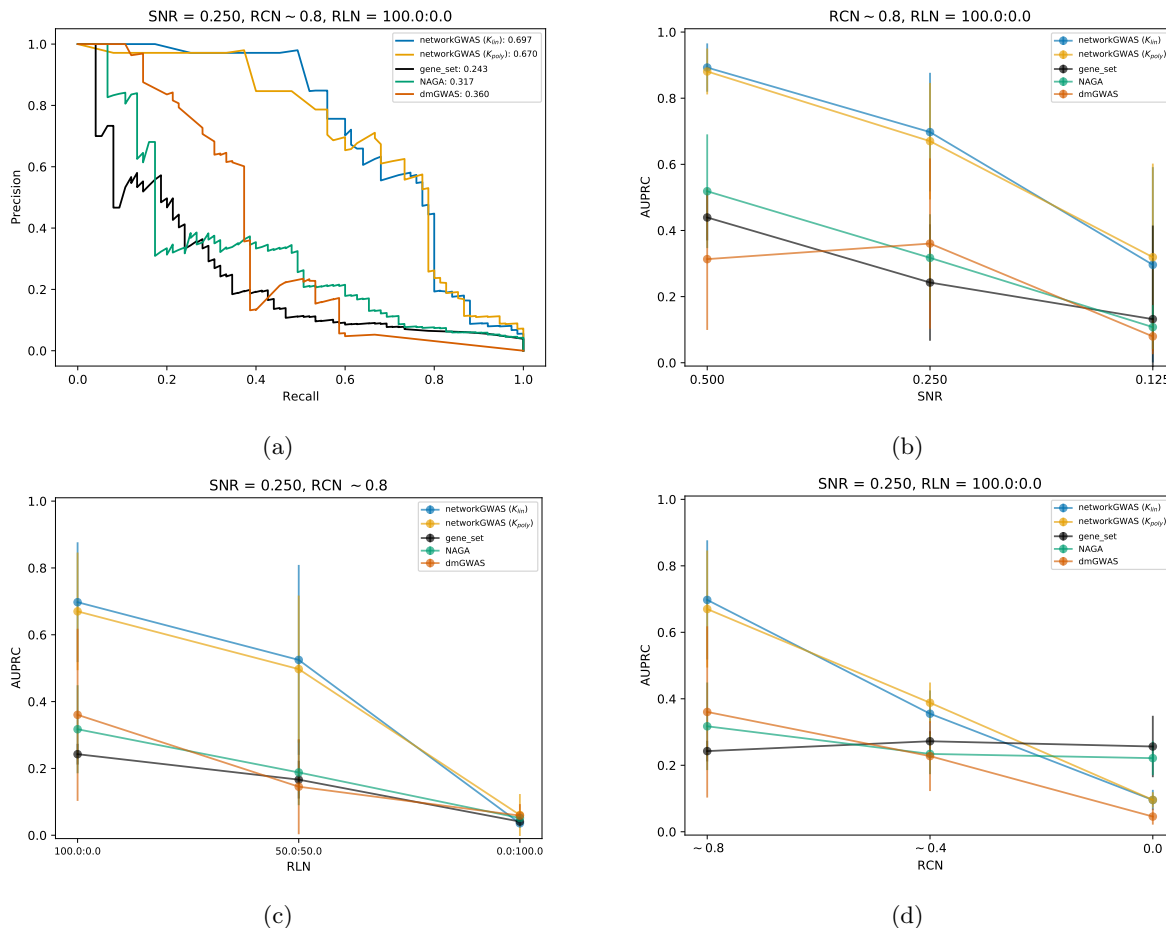 SNR = 0.250, RCN ~ 0.8, RLN = 100.0:0.0
networkGWAS (K_lin): 0.697
networkGWAS (K_poly): 0.670
gene_set: 0.243
NAGA: 0.317
dmGWAS: 0.360
Precision
1.0
0.8
0.6
0.4
0.2
0.0
0.0 0.2 0.4 0.6 0.8 1.0
Recall
(a)
RCN ~ 0.8, RLN = 100.0:0.0
networkGWAS (K_lin)
networkGWAS (K_poly)
gene_set
NAGA
dmGWAS
AUPRC
1.0
0.8
0.6
0.4
0.2
0.0
0.500 0.250 0.125
SNR
(b)
SNR = 0.250, RCN ~ 0.8
networkGWAS (K_lin)
networkGWAS (K_poly)
gene_set
NAGA
dmGWAS
AUPRC
1.0
0.8
0.6
0.4
0.2
0.0
100.0:0.0 50.0:50.0 0.0:100.0
RLN
(c)
SNR = 0.250, RLN = 100.0:0.0
networkGWAS (K_lin)
networkGWAS (K_poly)
gene_set
NAGA
dmGWAS
AUPRC
1.0
0.8
0.6
0.4
0.2
0.0
~ 0.8 ~ 0.4 0.0
RCN
(d)